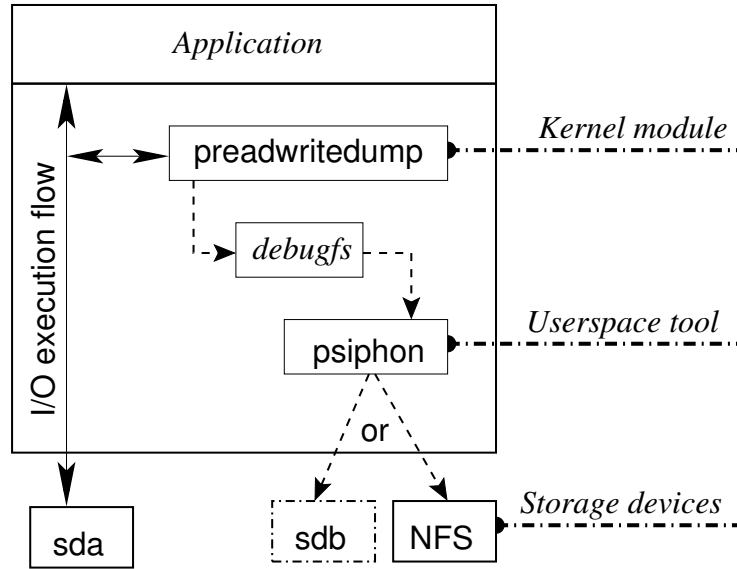 Application
Kernel module
preadwritedump
I/O execution flow
debugfs
Userspace tool
psiphon
or
Storage devices
sda
sdb
NFS